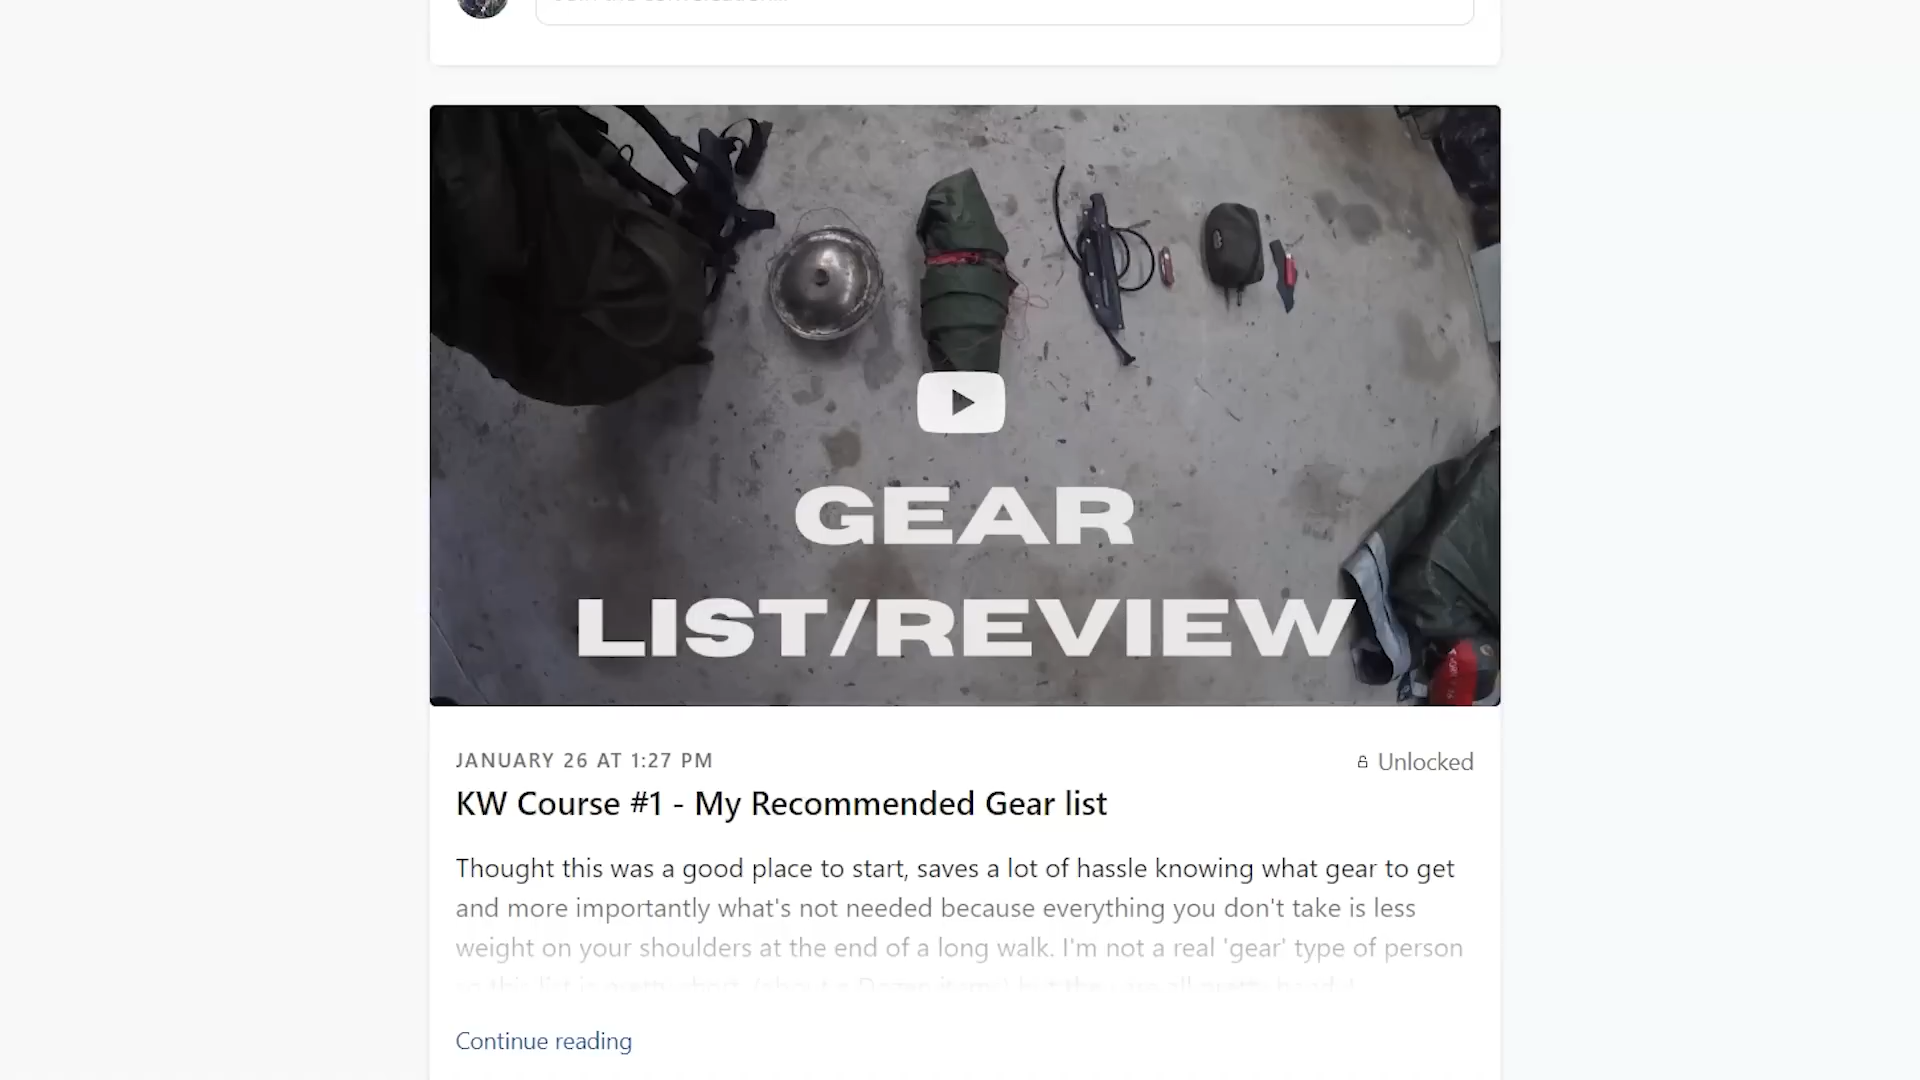 GEAR
LIST/REVIEW
JANUARY 26 AT 1:27 PM
Unlocked
KW Course #1 - My Recommended Gear list
Thought this was a good place to start, saves a lot of hassle knowing what gear to get
and more importantly what's not needed because everything you don't take is less
weight on your shoulders at the end of a long walk. I'm not a real 'gear' type of person
Continue reading